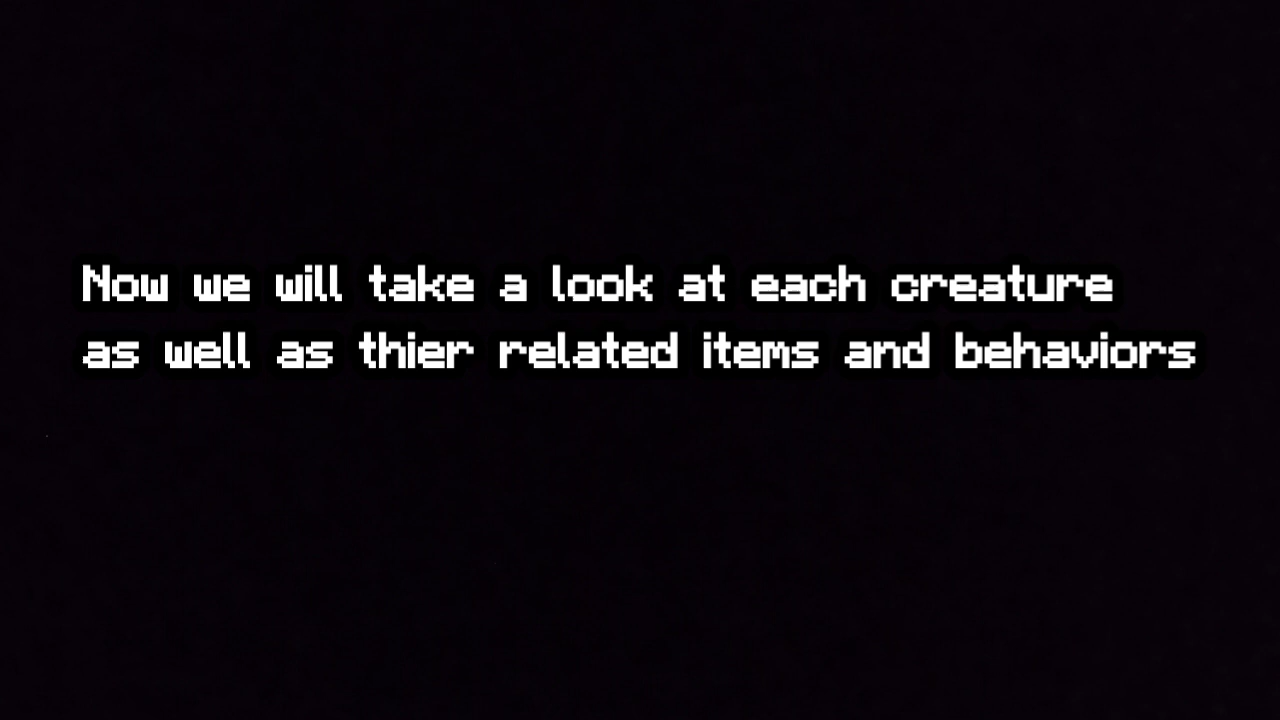 Now we will take a look at each creature
as well as thier related items and behaviors